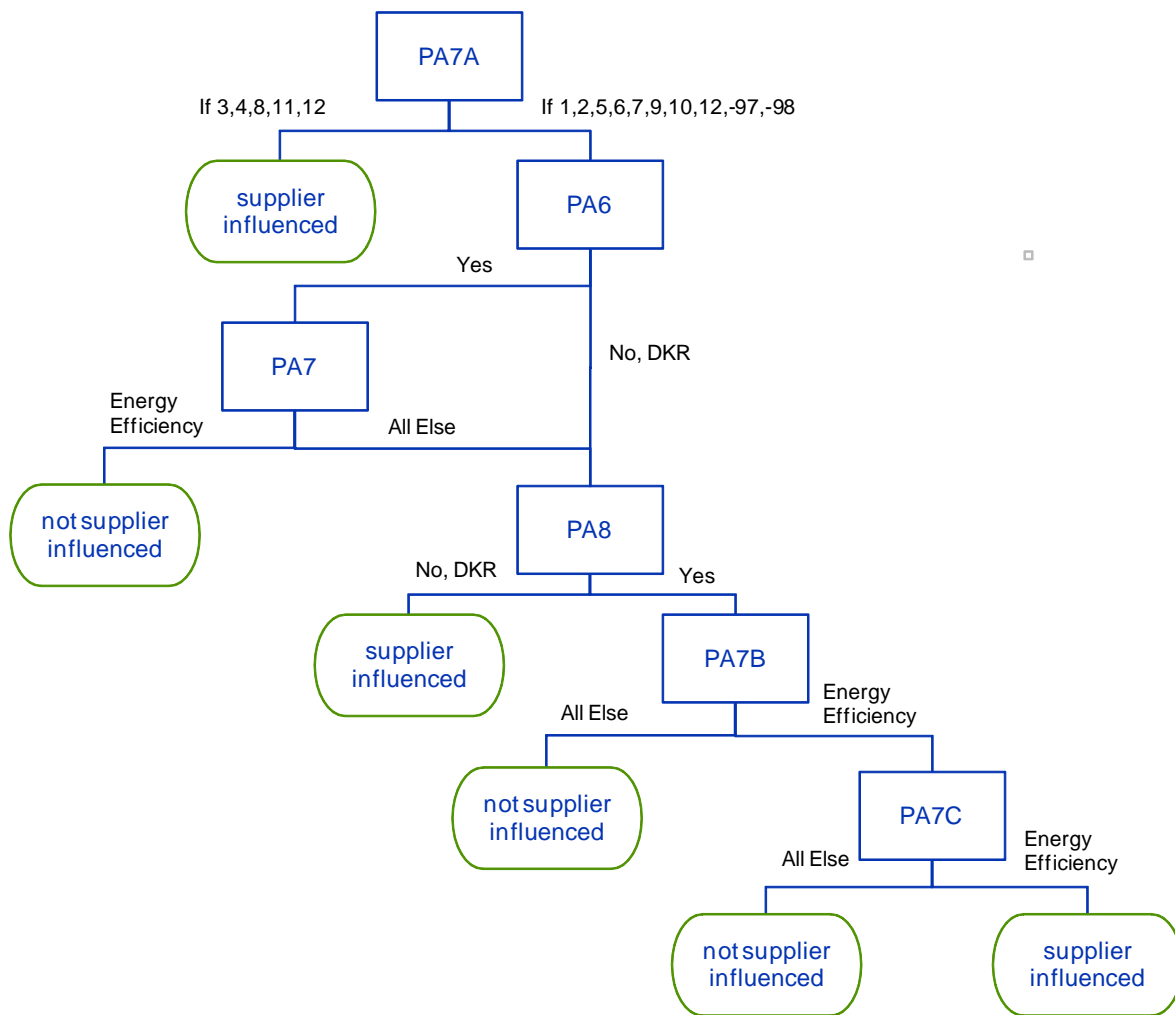 PA7A
If 3,4,8,11,12
If 1,2,5,6,7,9,10,12,-97,-98
supplier
influenced
PA6
Yes
No, DKR
PA7
Energy
Efficiency
All Else
not supplier
influenced
PA8
No, DKR
Yes
supplier
influenced
PA7B
All Else
Energy
Efficiency
not supplier
influenced
PA7C
All Else
Energy
Efficiency
not supplier
influenced
supplier
influenced